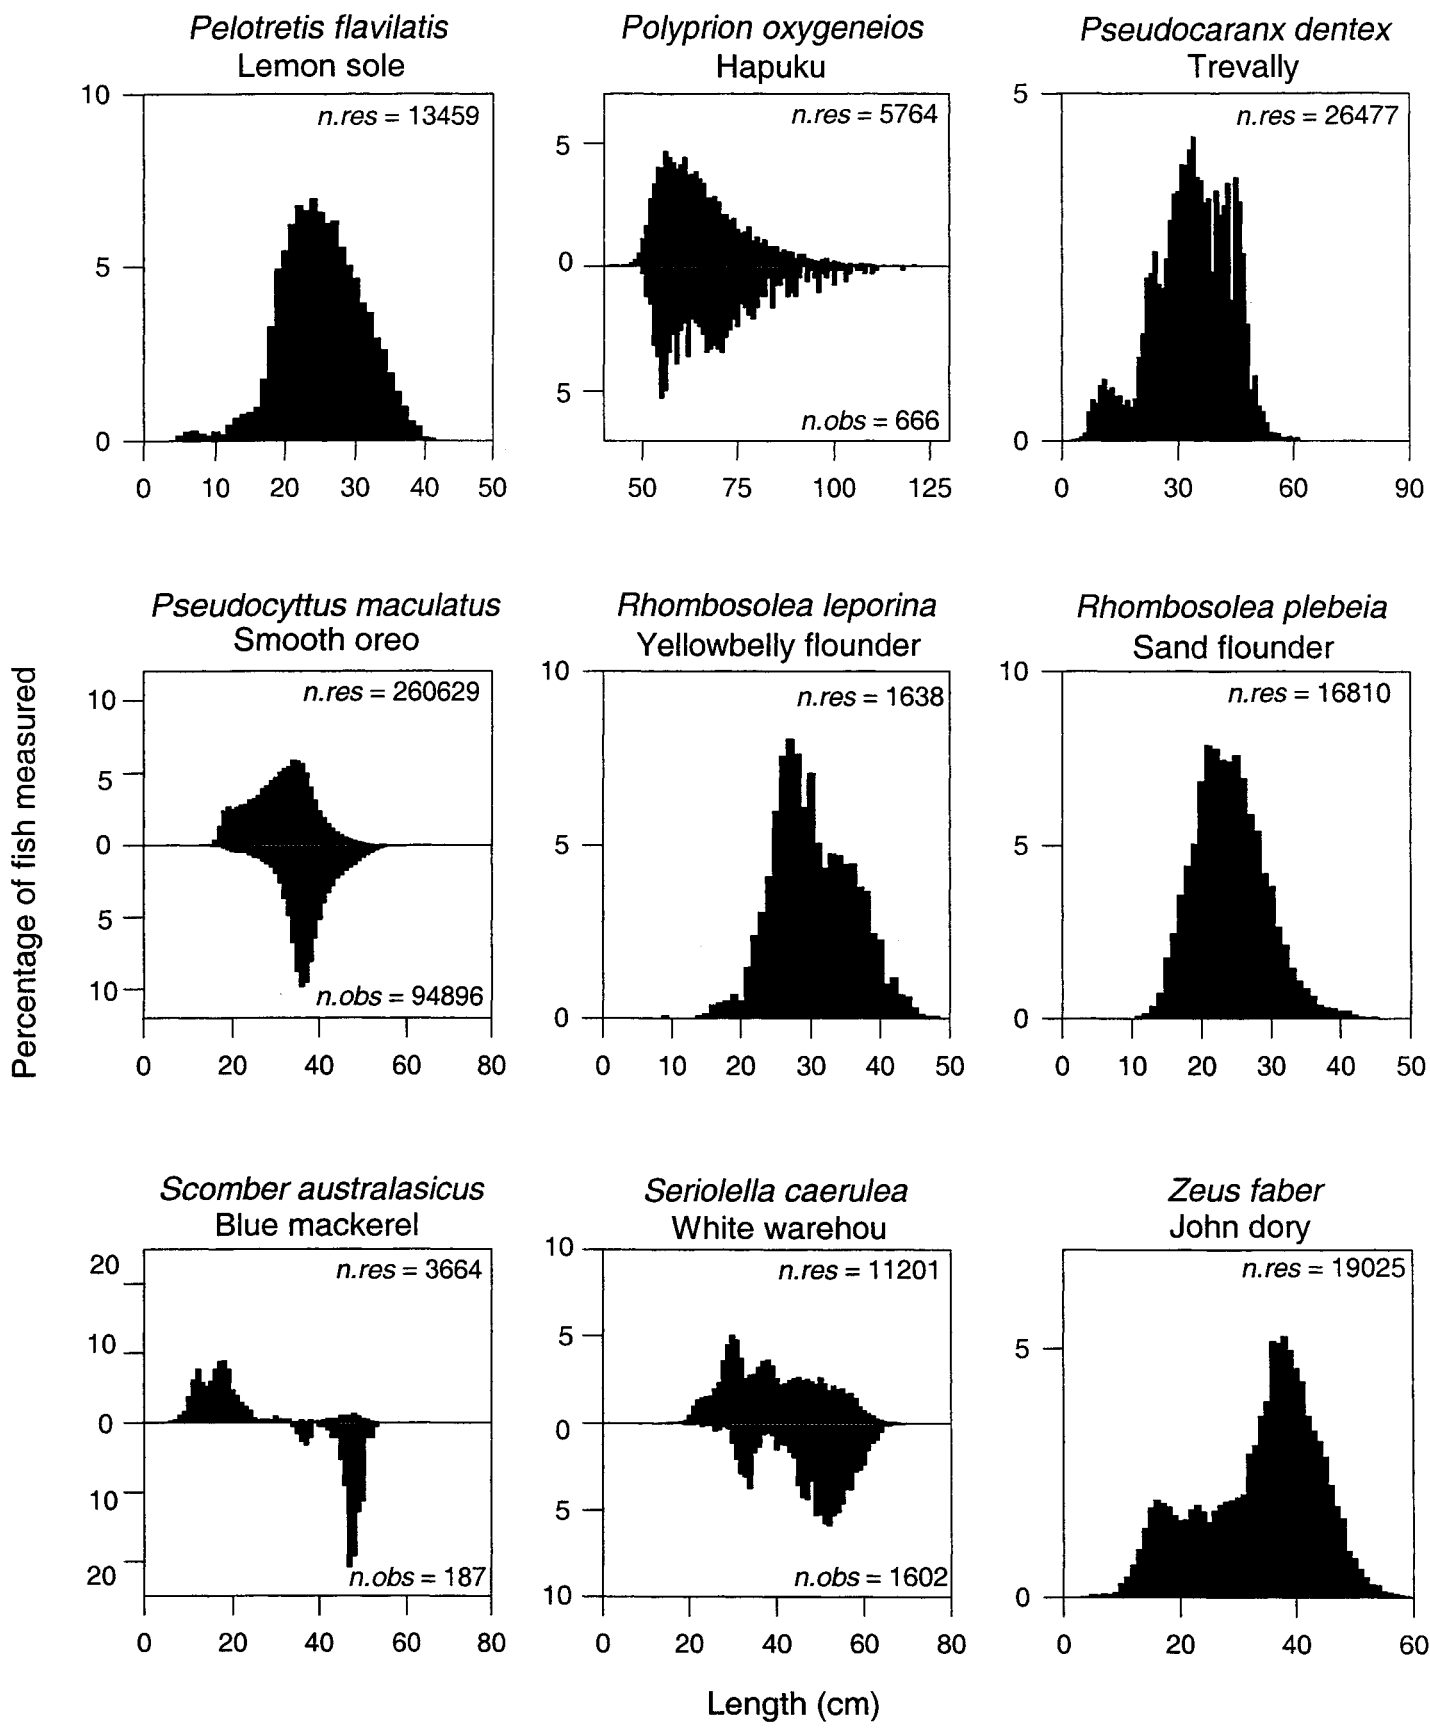 Pelotretis flavilatis
Lemon sole
n.res = 13459
10
5
0
0 10 20 30 40 50
Polyprion oxygeneios
Hapuku
n.res = 5764
5
0
5
n.obs = 666
50 75 100 125
Pseudocaranx dentex
Trevally
n.res = 26477
5
0
0 30 60 90
Percentage of fish measured
Pseudocyttus maculatus
Smooth oreo
n.res = 260629
10
5
0
5
10
n.obs = 94896
0 20 40 60 80
Rhombosolea leporina
Yellowbelly flounder
n.res = 1638
10
5
0
0 10 20 30 40 50
Rhombosolea plebeia
Sand flounder
n.res = 16810
10
5
0
0 10 20 30 40 50
Scomber australasicus
Blue mackerel
n.res = 3664
20
10
0
10
20
n.obs = 187
0 20 40 60 80
Seriolella caerulea
White warehou
n.res = 11201
10
5
0
5
10
n.obs = 1602
0 20 40 60 80
Zeus faber
John dory
n.res = 19025
5
0
0 20 40 60
Length (cm)